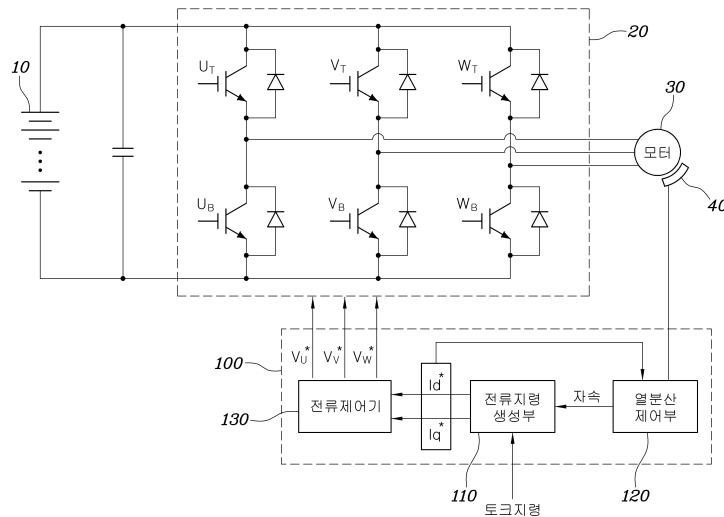 20
10
U_T
V_T
W_T
30
모터
40
U_B
V_B
W_B
100
V_U*
V_V*
V_W*
Id*
130
전류제어기
전류지령
생성부
자속
열분산
제어부
Iq*
110
120
토크지령